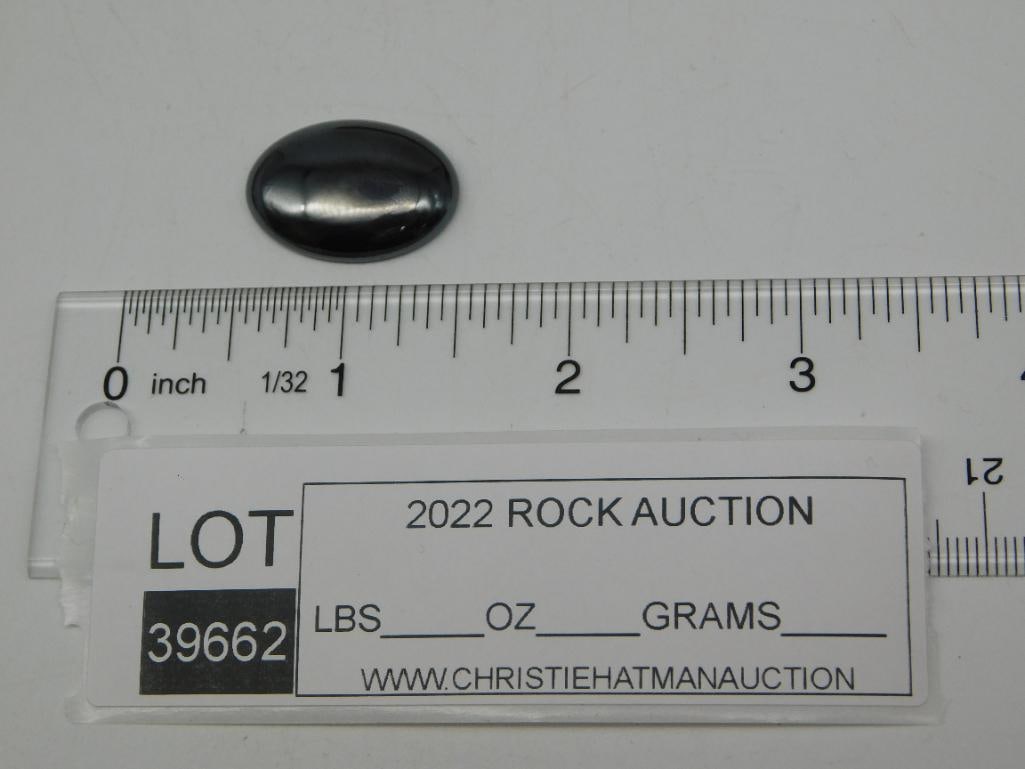 0 inch 1/32 1 2 3
21
LOT
39662
2022 ROCK AUCTION
LBS_____OZ_____GRAMS_____
WWW.CHRISTIEHATMANAUCTION